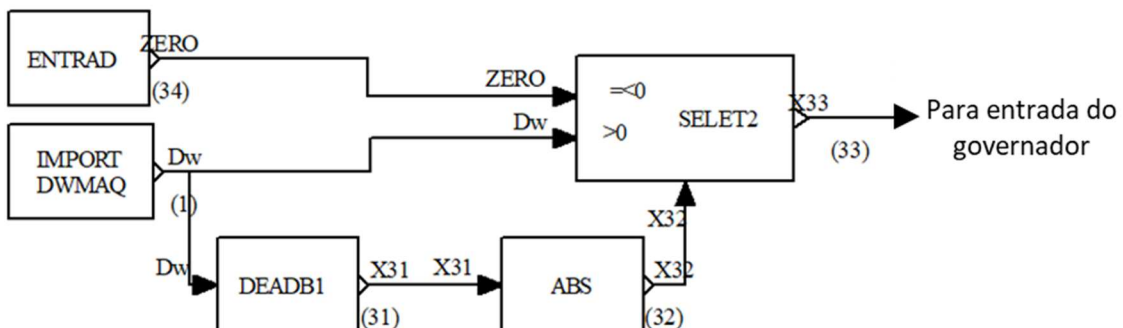 ENTRAD
ZERO
(34)
ZERO
=<0
>0
SELET2
X33
(33)
Para entrada do
governador
IMPORT
DWMAQ
Dw
(1)
Dw
Dw
DEADB1
X31
(31)
X31
ABS
X32
(32)
X32